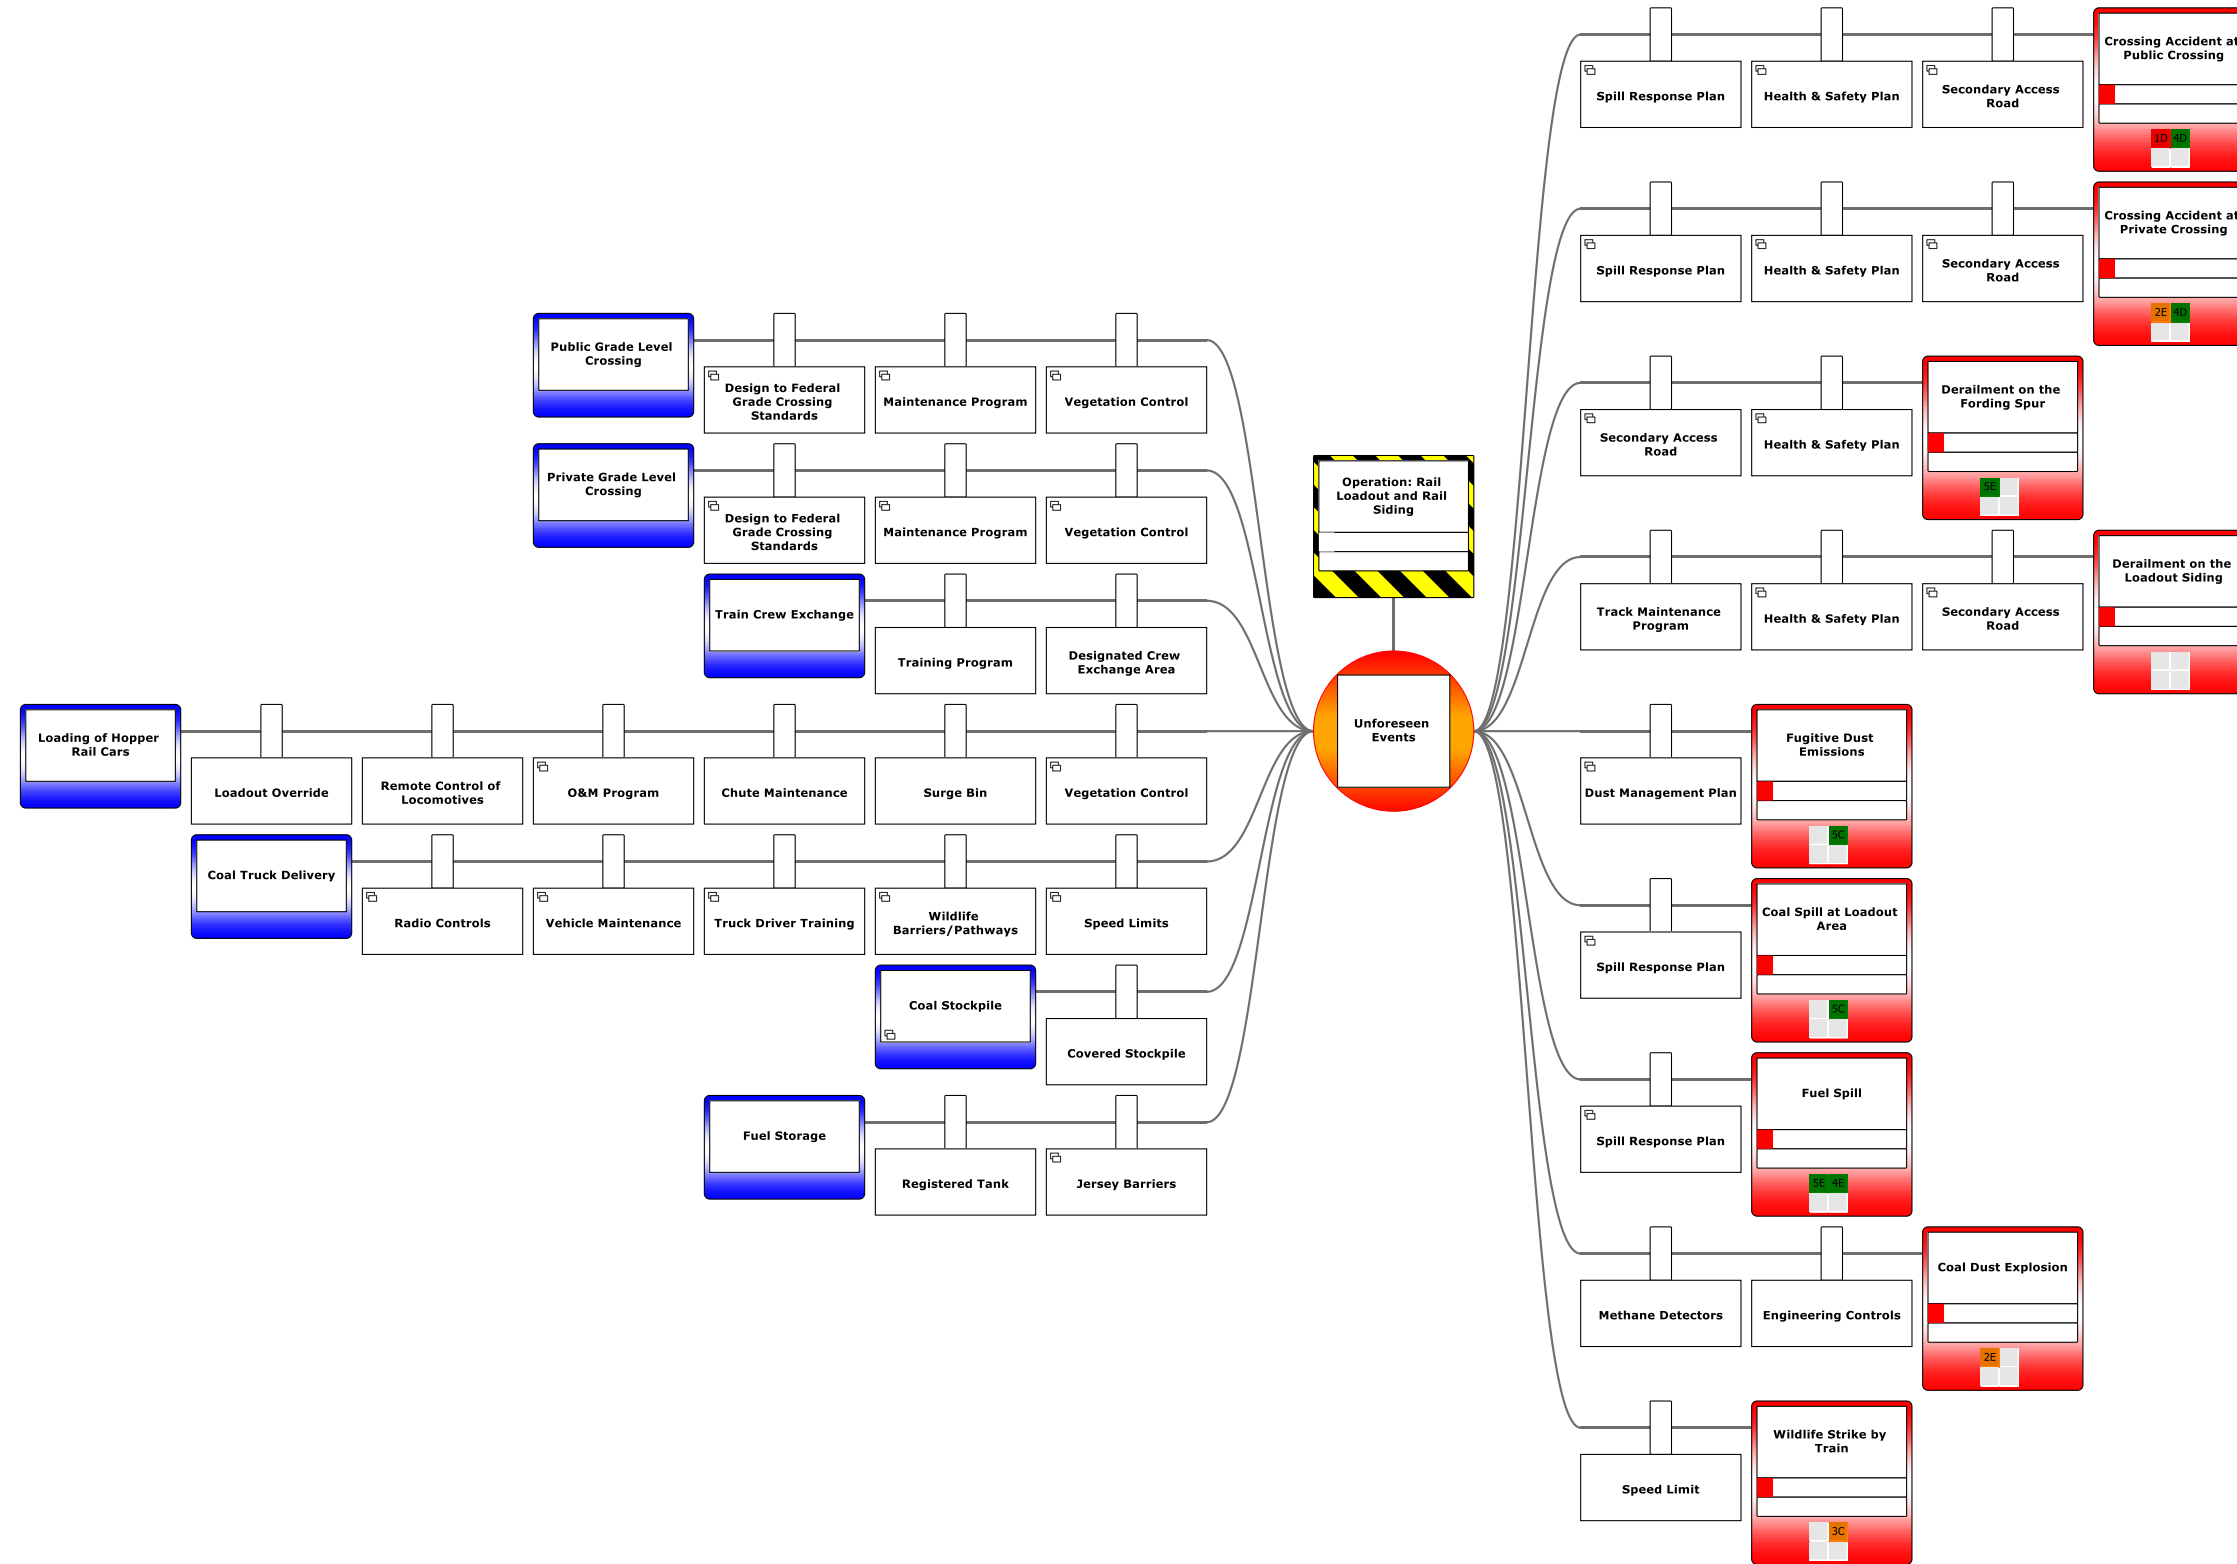 Crossing Accident at
Public Crossing
Spill Response Plan
Health & Safety Plan
Secondary Access
Road
1D 4D
Crossing Accident at
Private Crossing
Spill Response Plan
Health & Safety Plan
Secondary Access
Road
2E 4D
Public Grade Level
Crossing
Design to Federal
Grade Crossing
Standards
Maintenance Program
Vegetation Control
Derailment on the
Fording Spur
Secondary Access
Road
Health & Safety Plan
5E
Private Grade Level
Crossing
Design to Federal
Grade Crossing
Standards
Maintenance Program
Vegetation Control
Operation: Rail
Loadout and Rail
Siding
Derailment on the
Loadout Siding
Track Maintenance
Program
Health & Safety Plan
Secondary Access
Road
Train Crew Exchange
Training Program
Designated Crew
Exchange Area
Unforeseen
Events
Loading of Hopper
Rail Cars
Loadout Override
Remote Control of
Locomotives
O&M Program
Chute Maintenance
Surge Bin
Vegetation Control
Fugitive Dust
Emissions
Dust Management Plan
5C
Coal Truck Delivery
Radio Controls
Vehicle Maintenance
Truck Driver Training
Wildlife
Barriers/Pathways
Speed Limits
Coal Spill at Loadout
Area
Spill Response Plan
5C
Coal Stockpile
Covered Stockpile
Fuel Spill
Spill Response Plan
5E 4E
Fuel Storage
Registered Tank
Jersey Barriers
Coal Dust Explosion
Methane Detectors
Engineering Controls
2E
Wildlife Strike by
Train
Speed Limit
3C